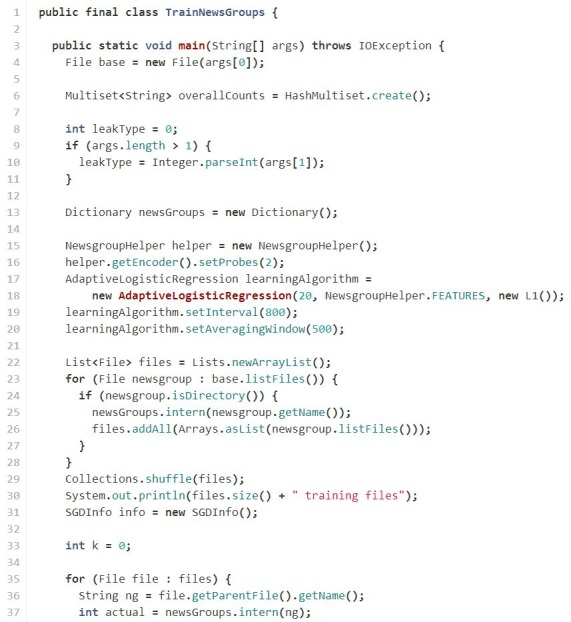 1 public final class TrainNewsGroups {
2
3 public static void main(String[] args) throws IOException {
4 File base = new File(args[0]);
5
6 Multiset<String> overallCounts = HashMultiset.create();
7
8 int leakType = 0;
9 if (args.length > 1) {
10 leakType = Integer.parseInt(args[1]);
11 }
12
13 Dictionary newsGroups = new Dictionary();
14
15 NewsgroupHelper helper = new NewsgroupHelper();
16 helper.getEncoder().setProbes(2);
17 AdaptiveLogisticRegression learningAlgorithm =
18 new AdaptiveLogisticRegression(20, NewsgroupHelper.FEATURES, new L1());
19 learningAlgorithm.setInterval(800);
20 learningAlgorithm.setAveragingWindow(500);
21
22 List<File> files = Lists.newArrayList();
23 for (File newsgroup : base.listFiles()) {
24 if (newsgroup.isDirectory()) {
25 newsGroups.intern(newsgroup.getName());
26 files.addAll(Arrays.asList(newsgroup.listFiles()));
27 }
28 }
29 Collections.shuffle(files);
30 System.out.println(files.size() + " training files");
31 SGDInfo info = new SGDInfo();
32
33 int k = 0;
34
35 for (File file : files) {
36 String ng = file.getParentFile().getName();
37 int actual = newsGroups.intern(ng);